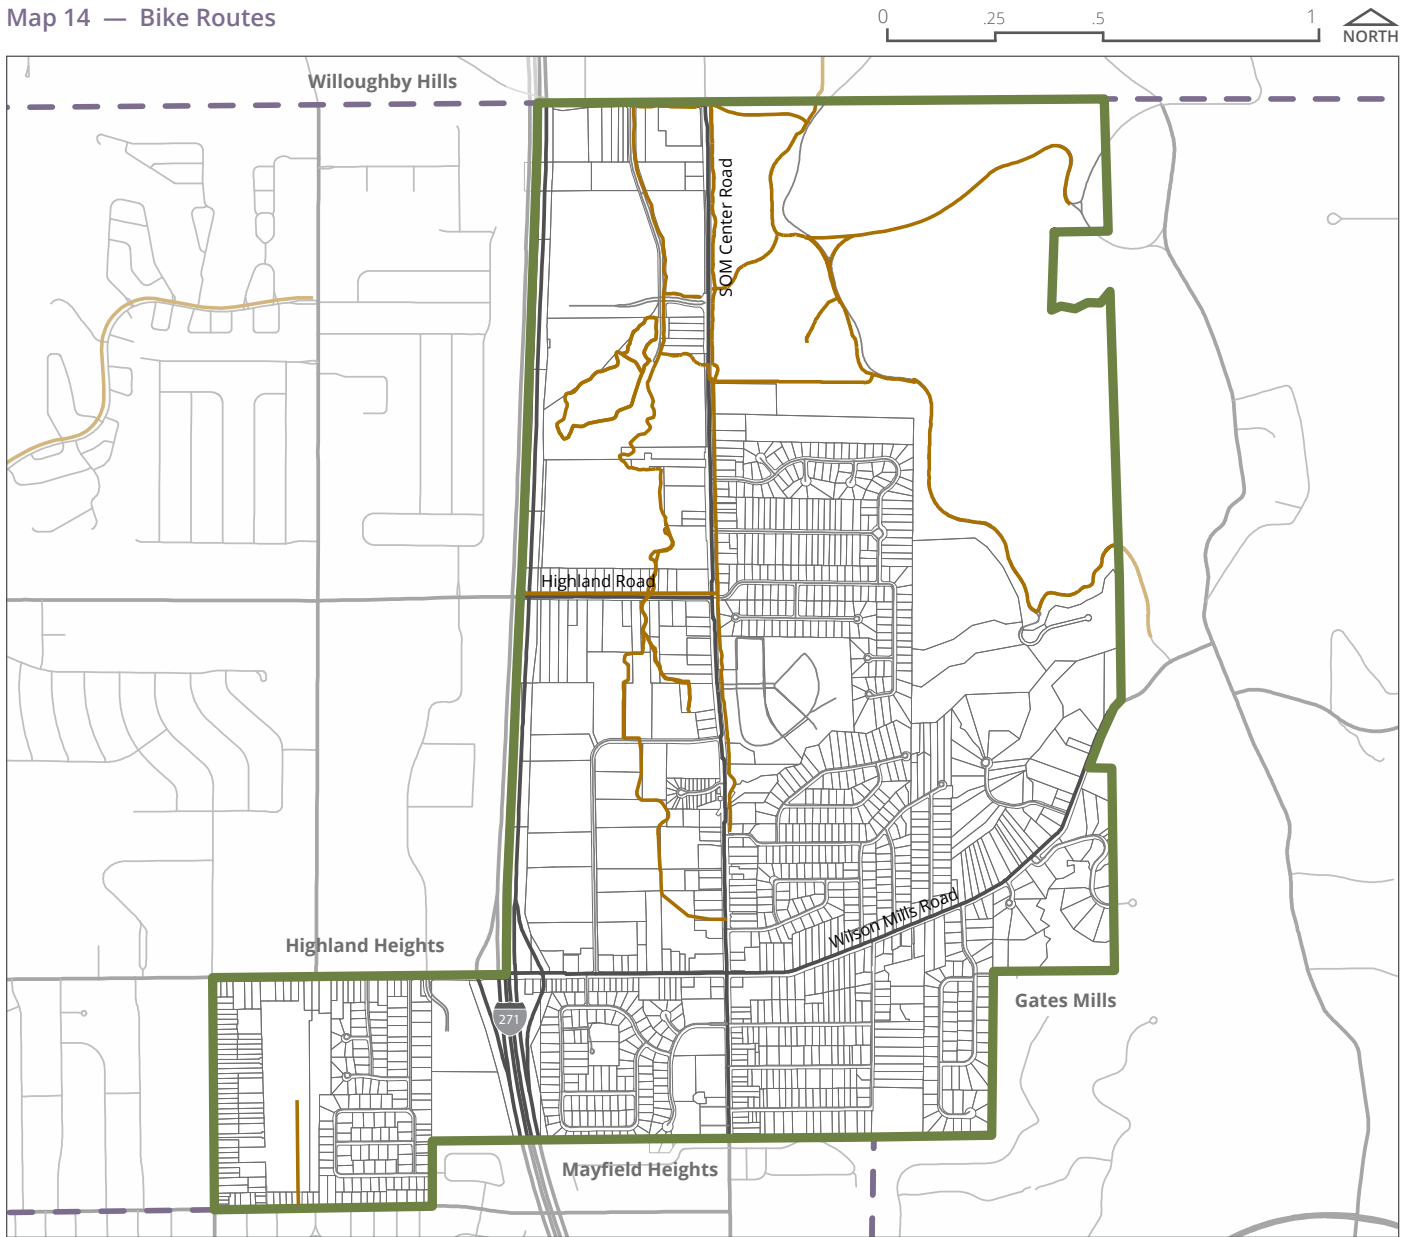 Map 14 — Bike Routes
0 .25 .5 1
NORTH
Willoughby Hills
SOM Center Road
Highland Road
Wilson Mills Road
Highland Heights
Gates Mills
271
Mayfield Heights